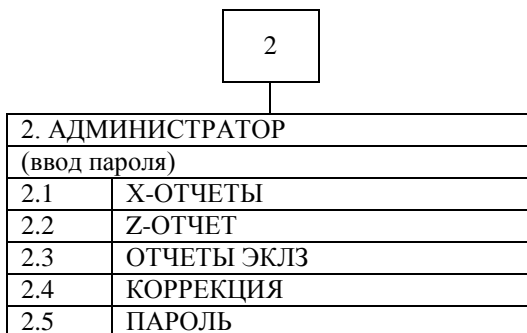 2
2. АДМИНИСТРАТОР
(ввод пароля)
2.1 X-ОТЧЕТЫ
2.2 Z-ОТЧЕТ
2.3 ОТЧЕТЫ ЭКЛЗ
2.4 КОРРЕКЦИЯ
2.5 ПАРОЛЬ